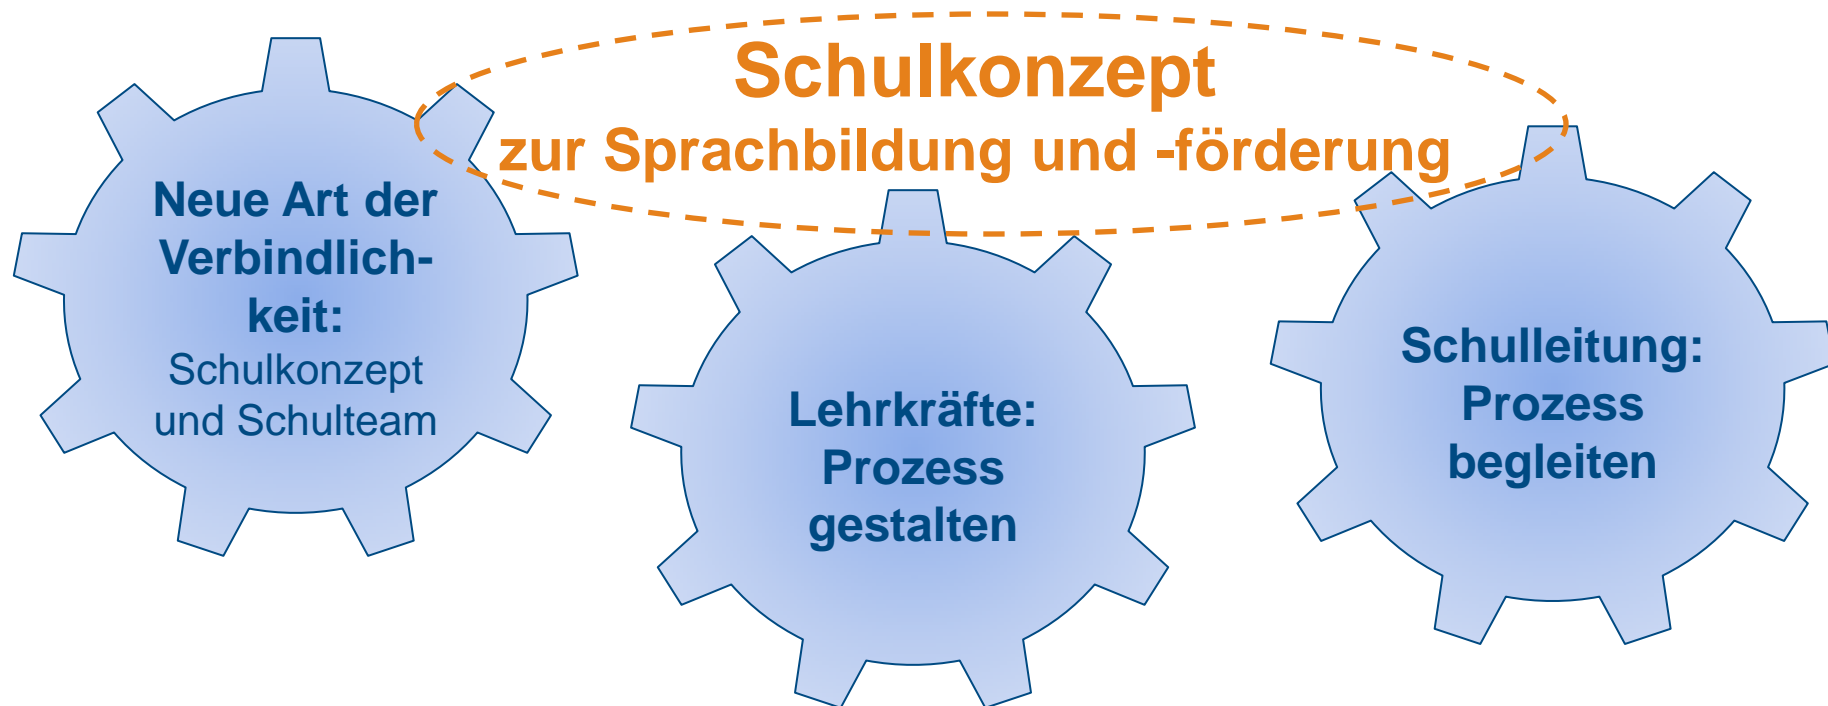 Schulkonzept
zur Sprachbildung und -förderung
Neue Art der
Verbindlich-
keit:
Schulkonzept
und Schulteam
Lehrkräfte:
Prozess
gestalten
Schulleitung:
Prozess
begleiten